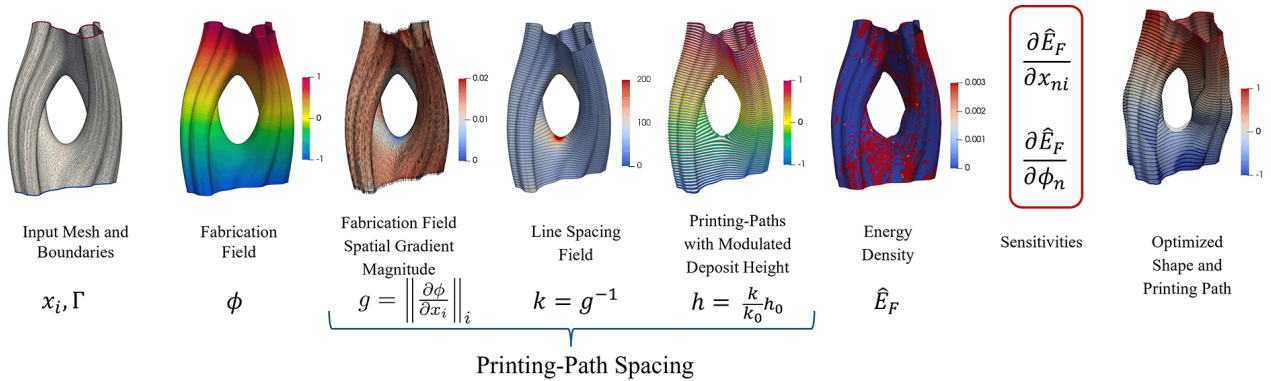 1
0
-1
0.02
0.01
0
200
100
0
1
0
-1
0.003
0.002
0.001
0
∂Ê_F
∂x_{ni}
∂Ê_F
∂ϕ_n
1
0
-1
Input Mesh and
Boundaries
x_i, Γ
Fabrication
Field
ϕ
Fabrication Field
Spatial Gradient
Magnitude
g = ‖∂ϕ/∂x_i‖_i
Line Spacing
Field
k = g^{-1}
Printing-Paths
with Modulated
Deposit Height
h = k/k_0 h_0
Energy
Density
Ê_F
Sensitivities
Optimized
Shape and
Printing Path
Printing-Path Spacing